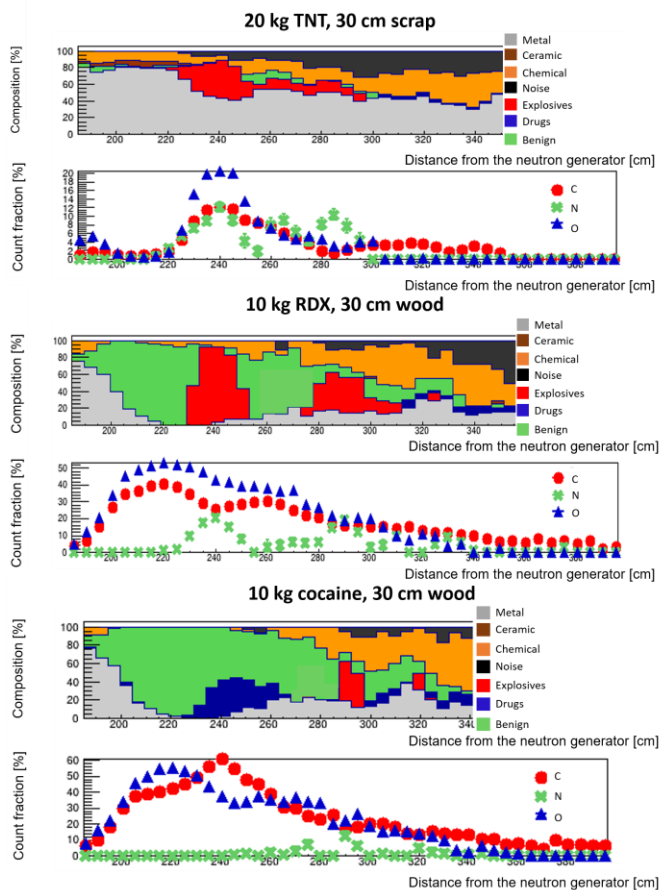 20 kg TNT, 30 cm scrap
Composition [%]
100
80
60
40
20
0
200 220 240 260 280 300 320 340
Metal
Ceramic
Chemical
Noise
Explosives
Drugs
Benign
Distance from the neutron generator [cm]
Count fraction [%]
20
18
16
14
12
10
8
6
4
2
0
200 220 240 260 280 300 320 340
C
N
O
Distance from the neutron generator [cm]
10 kg RDX, 30 cm wood
Composition [%]
100
80
60
40
20
0
200 220 240 260 280 300 320 340
Metal
Ceramic
Chemical
Noise
Explosives
Drugs
Benign
Distance from the neutron generator [cm]
Count fraction [%]
50
40
30
20
10
0
200 220 240 260 280 300 320 340
C
N
O
Distance from the neutron generator [cm]
10 kg cocaine, 30 cm wood
Composition [%]
100
80
60
40
20
0
200 220 240 260 280 300 320 340
Metal
Ceramic
Chemical
Noise
Explosives
Drugs
Benign
Distance from the neutron generator [cm]
Count fraction [%]
60
50
40
30
20
10
0
200 220 240 260 280 300 320 340
C
N
O
Distance from the neutron generator [cm]